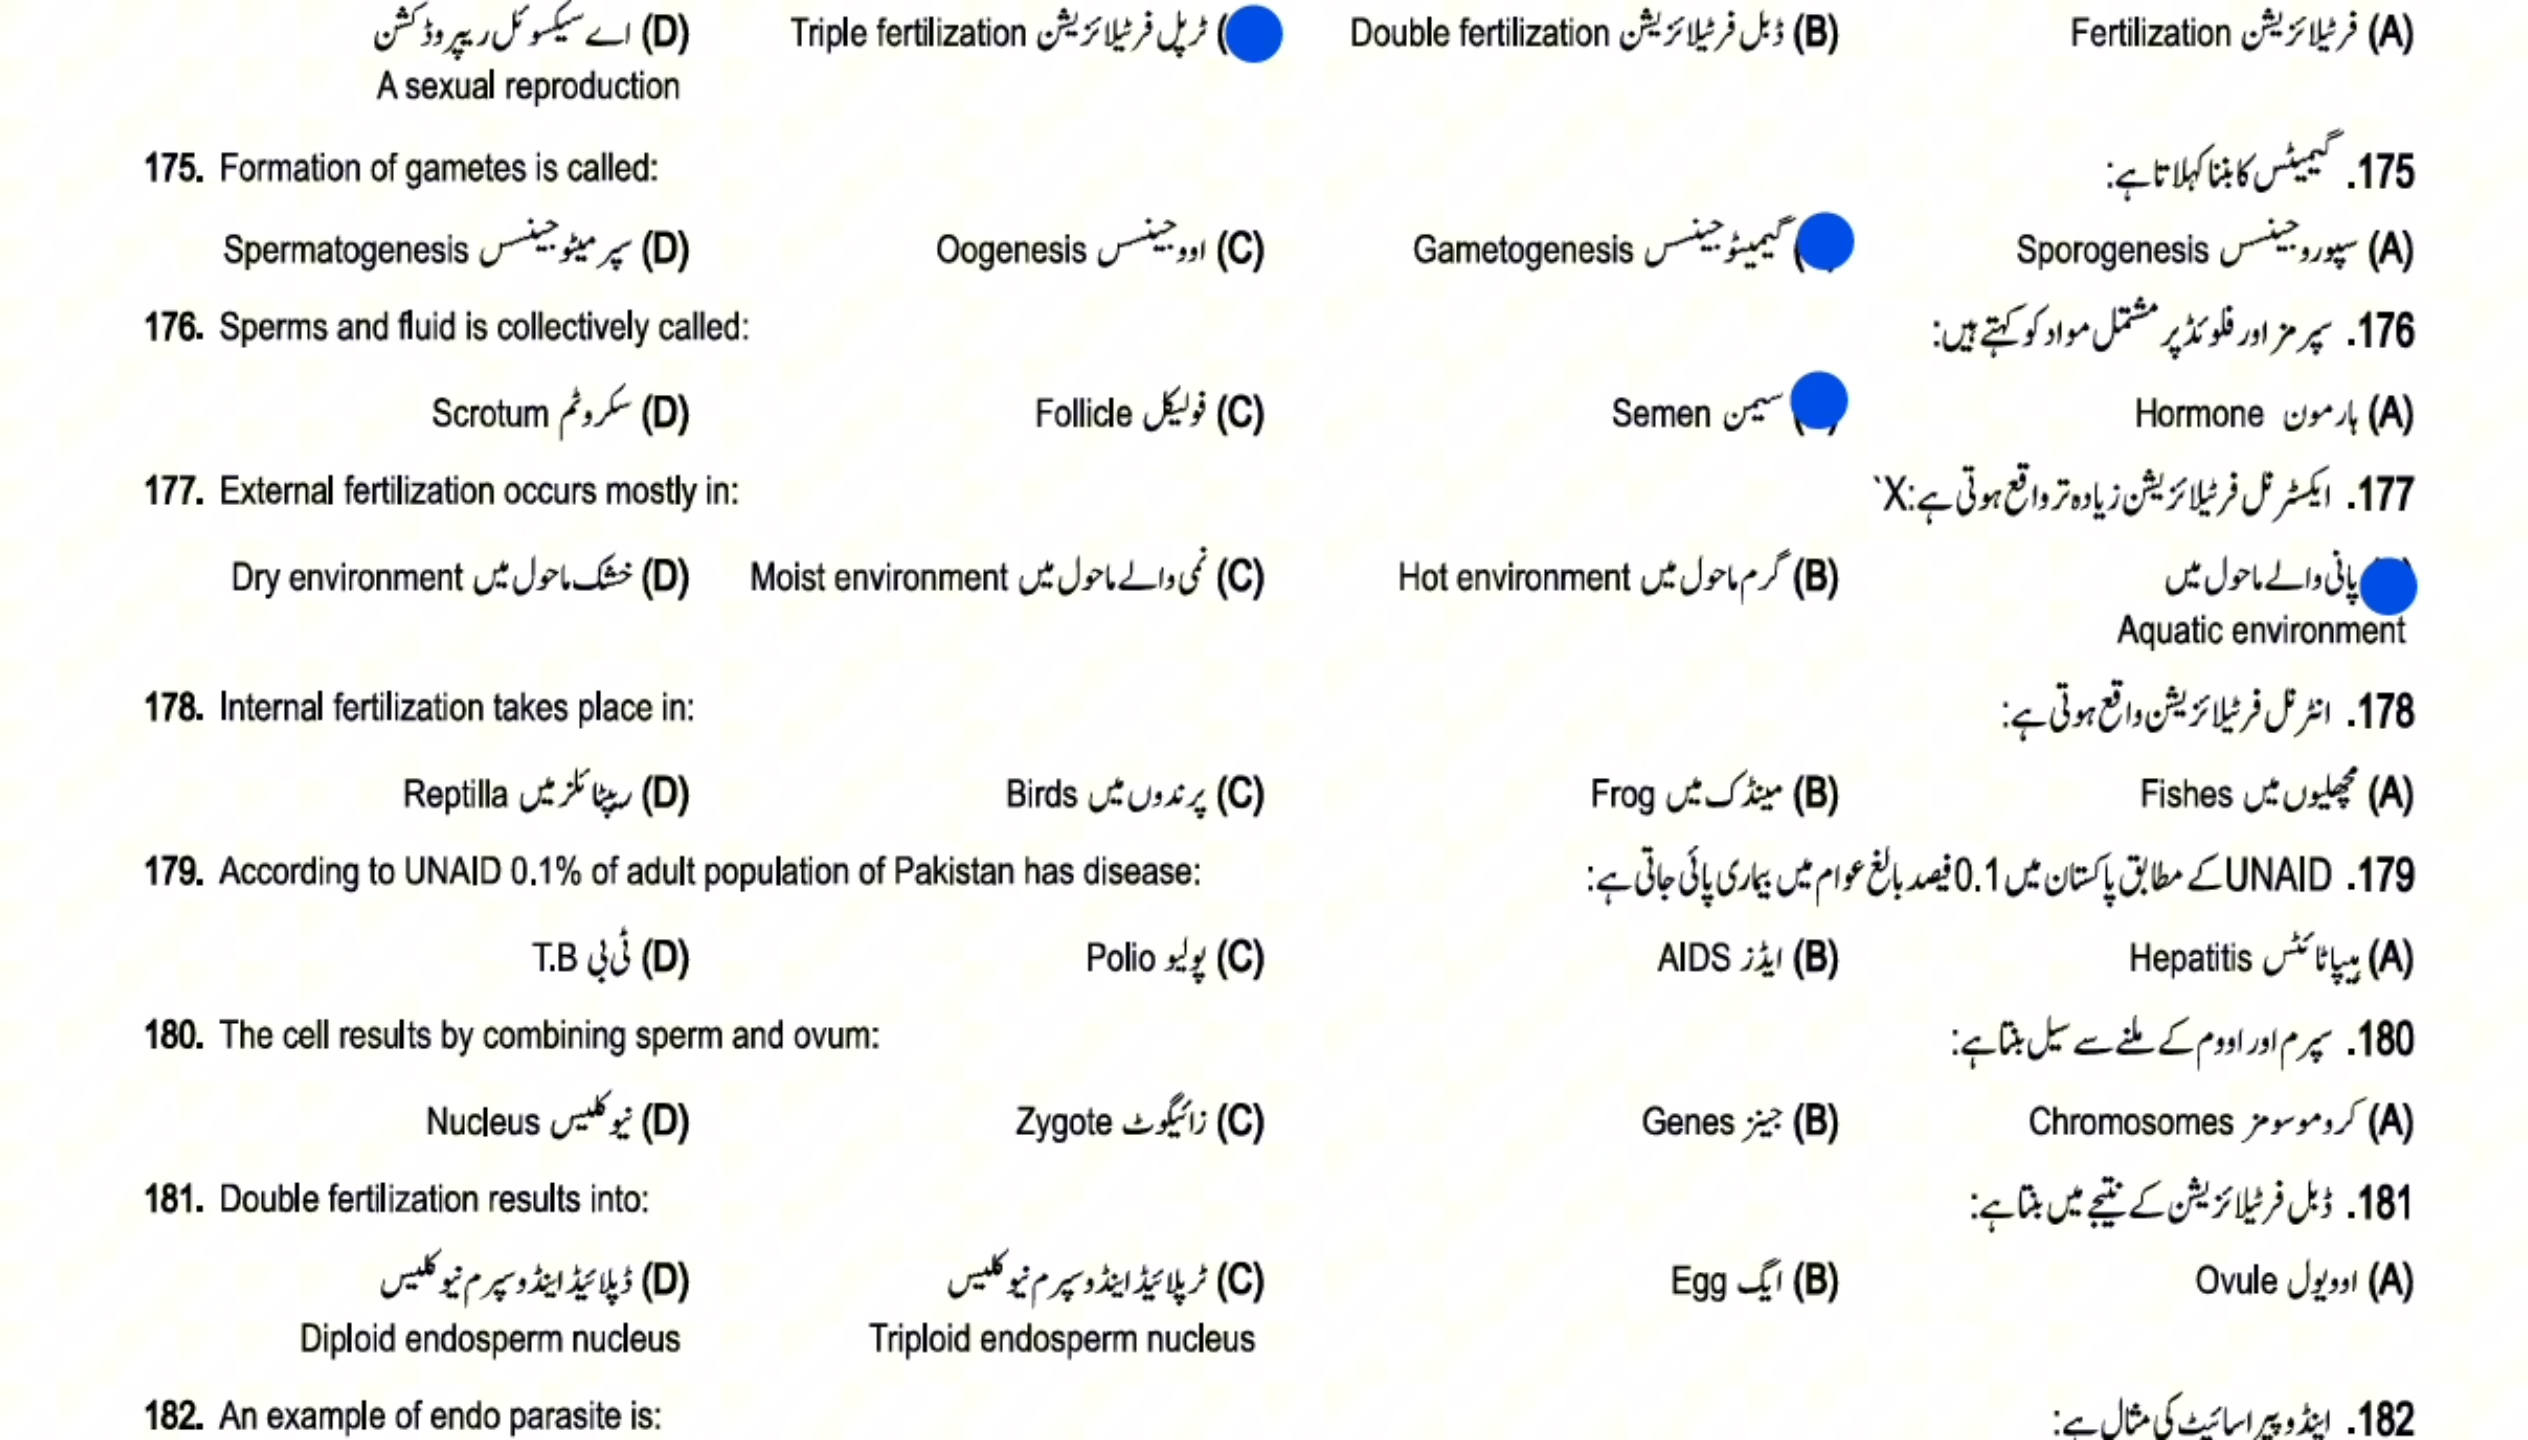 (A) فرٹیلائزیشن Fertilization (B) ڈبل فرٹیلائزیشن Double fertilization ( ٹرپل فرٹیلائزیشن Triple fertilization (D) اے سیکسوئل ریپروڈکشن
A sexual reproduction
175. Formation of gametes is called: 175. گیمیٹس کا بننا کہلاتا ہے:
(A) سپوروجینسس Sporogenesis گیمیٹوجینسس Gametogenesis (C) اووجینسس Oogenesis (D) سپرمیٹوجینسس Spermatogenesis
176. Sperms and fluid is collectively called: 176. سپرمز اور فلوئڈ پر مشتمل مواد کو کہتے ہیں:
(A) ہارمون Hormone سیمن Semen (C) فولیکل Follicle (D) سکروٹم Scrotum
177. External fertilization occurs mostly in: 177. ایکسٹرنل فرٹیلائزیشن زیادہ تر واقع ہوتی ہے:X`
پانی والے ماحول میں (B) گرم ماحول میں Hot environment (C) نمی والے ماحول میں Moist environment (D) خشک ماحول میں Dry environment
Aquatic environment
178. Internal fertilization takes place in: 178. انٹرنل فرٹیلائزیشن واقع ہوتی ہے:
(A) مچھلیوں میں Fishes (B) مینڈک میں Frog (C) پرندوں میں Birds (D) ریپٹائلز میں Reptilla
179. According to UNAID 0.1% of adult population of Pakistan has disease: 179. UNAID کے مطابق پاکستان میں 0.1 فیصد بالغ عوام میں بیماری پائی جاتی ہے:
(A) ہیپاٹائٹس Hepatitis (B) ایڈز AIDS (C) پولیو Polio (D) ٹی بی T.B
180. The cell results by combining sperm and ovum: 180. سپرم اور اووم کے ملنے سے سیل بنتا ہے:
(A) کروموسومز Chromosomes (B) جینز Genes (C) زائیگوٹ Zygote (D) نیوکلیس Nucleus
181. Double fertilization results into: 181. ڈبل فرٹیلائزیشن کے نتیجے میں بنتا ہے:
(A) اوویول Ovule (B) ایگ Egg (C) ٹرپلائیڈ اینڈوسپرم نیوکلیس (D) ڈپلائیڈ اینڈوسپرم نیوکلیس
Triploid endosperm nucleus Diploid endosperm nucleus
182. An example of endo parasite is: 182. اینڈوپیراسائیٹ کی مثال ہے: